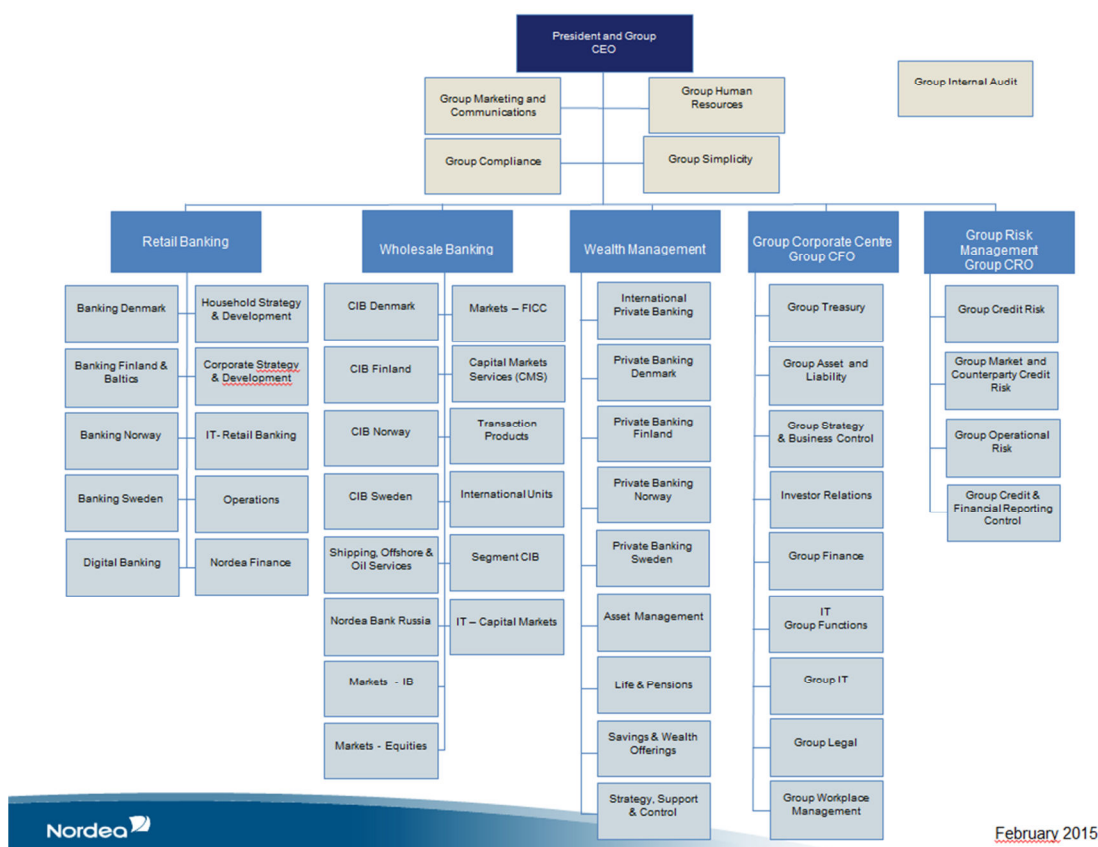 President and Group
CEO
Group Internal Audit
Group Marketing and
Communications
Group Human
Resources
Group Compliance
Group Simplicity
Retail Banking
Wholesale Banking
Wealth Management
Group Corporate Centre
Group CFO
Group Risk
Management
Group CRO
Banking Denmark
Household Strategy
& Development
Banking Finland &
Baltics
Corporate Strategy
& Development
Banking Norway
IT- Retail Banking
Banking Sweden
Operations
Digital Banking
Nordea Finance
CIB Denmark
Markets – FICC
CIB Finland
Capital Markets
Services (CMS)
CIB Norway
Transaction
Products
CIB Sweden
International Units
Shipping, Offshore &
Oil Services
Segment CIB
Nordea Bank Russia
IT – Capital Markets
Markets - IB
Markets - Equities
International
Private Banking
Private Banking
Denmark
Private Banking
Finland
Private Banking
Norway
Private Banking
Sweden
Asset Management
Life & Pensions
Savings & Wealth
Offerings
Strategy, Support
& Control
Group Treasury
Group Asset and
Liability
Group Strategy
& Business Control
Investor Relations
Group Finance
IT
Group Functions
Group IT
Group Legal
Group Workplace
Management
Group Credit Risk
Group Market and
Counterparty Credit
Risk
Group Operational
Risk
Group Credit &
Financial Reporting
Control
Nordea
February 2015